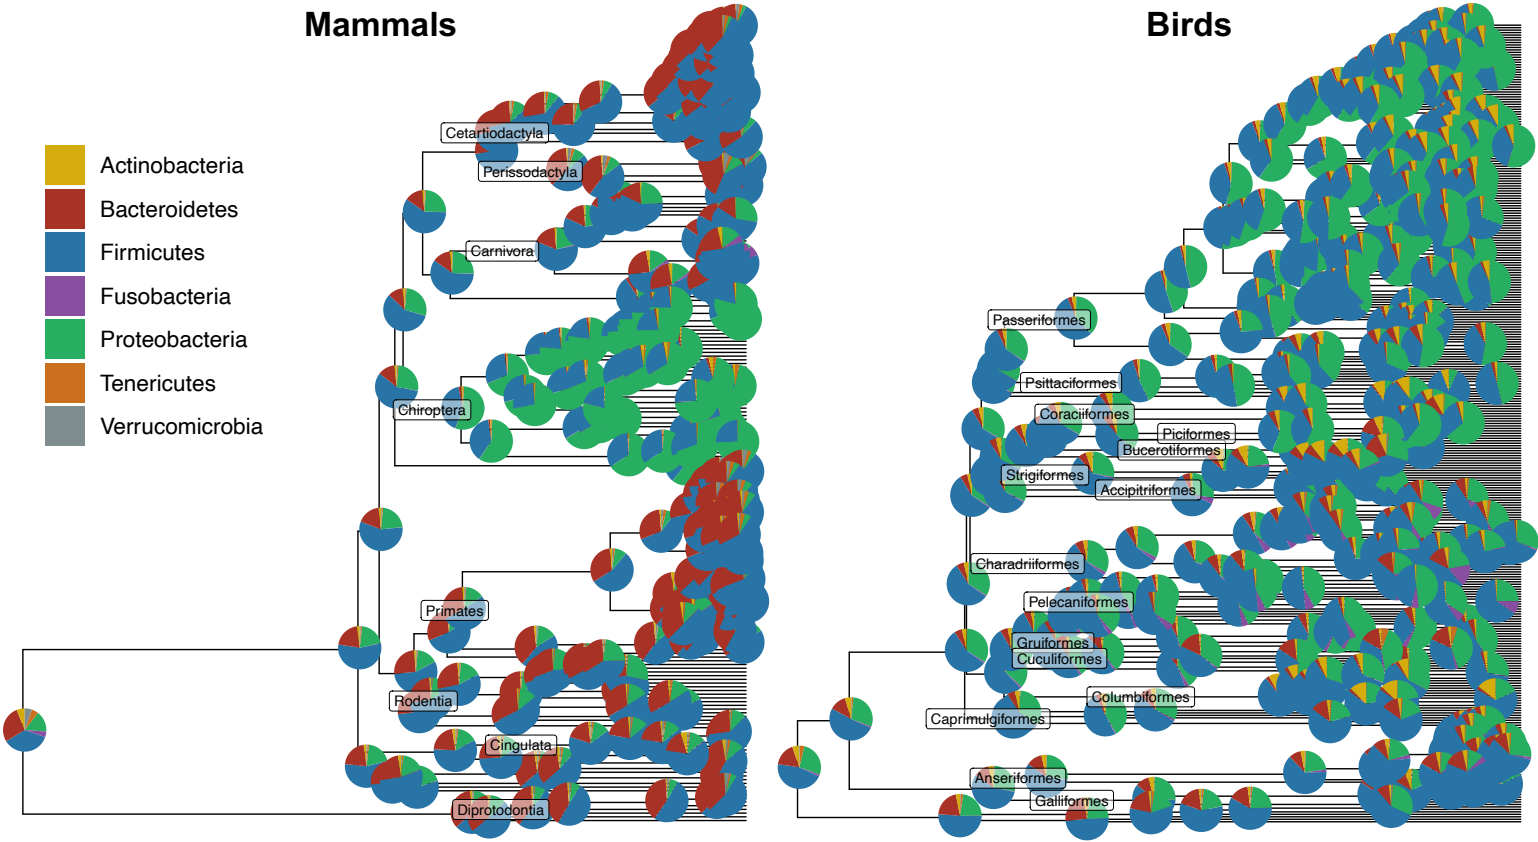 Mammals
Birds
Actinobacteria
Bacteroidetes
Firmicutes
Fusobacteria
Proteobacteria
Tenericutes
Verrucomicrobia
Cetartiodactyla
Perissodactyla
Carnivora
Chiroptera
Primates
Rodentia
Cingulata
Diprotodontia
Passeriformes
Psittaciformes
Coraciiformes
Piciformes
Bucerotiformes
Strigiformes
Accipitriformes
Charadriiformes
Pelecaniformes
Gruiformes
Cuculiformes
Columbiformes
Caprimulgiformes
Anseriformes
Galliformes